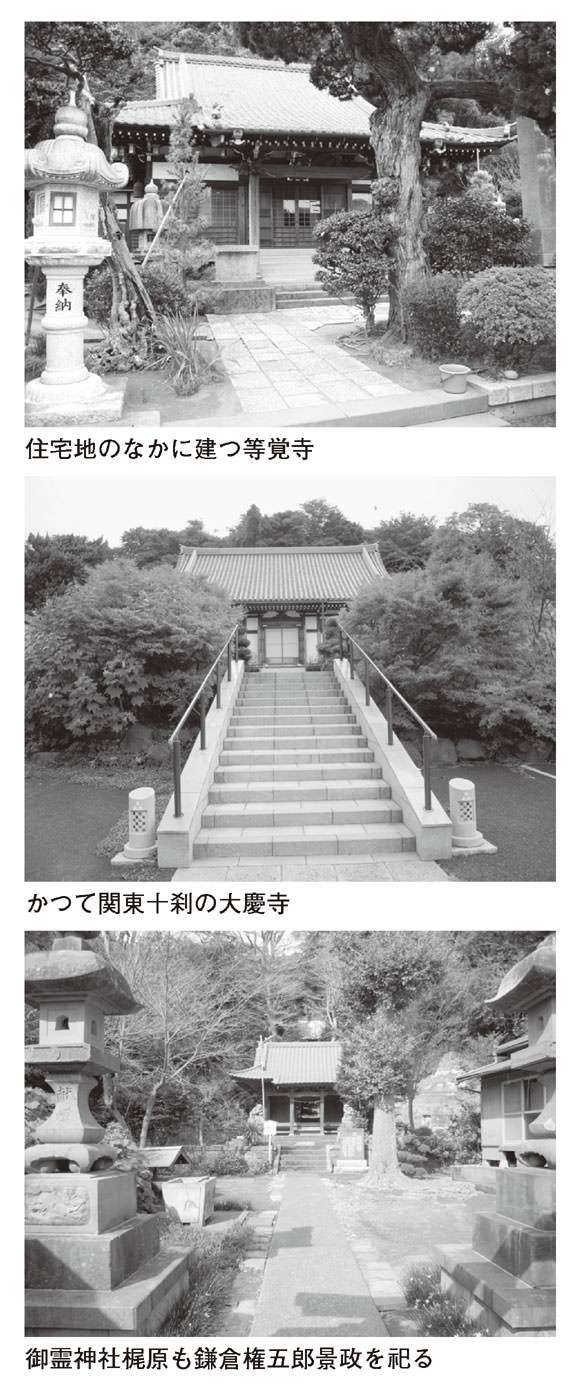 奉納
住宅地のなかに建つ等覚寺
かつて関東十刹の大慶寺
御霊神社梶原も鎌倉権五郎景政を祀る